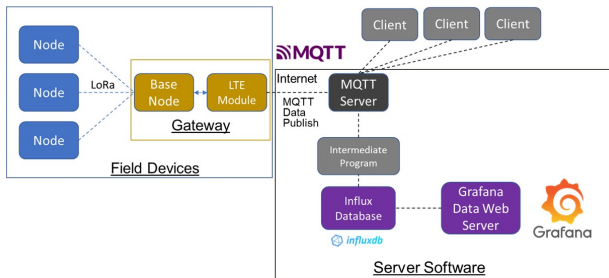 Node
Node
Node
LoRa
Base
Node
LTE
Module
Gateway
Field Devices
MQTT
Internet
MQTT
Data
Publish
Client
Client
Client
MQTT
Server
Intermediate
Program
Influx
Database
influxdb
Grafana
Data Web
Server
Grafana
Server Software